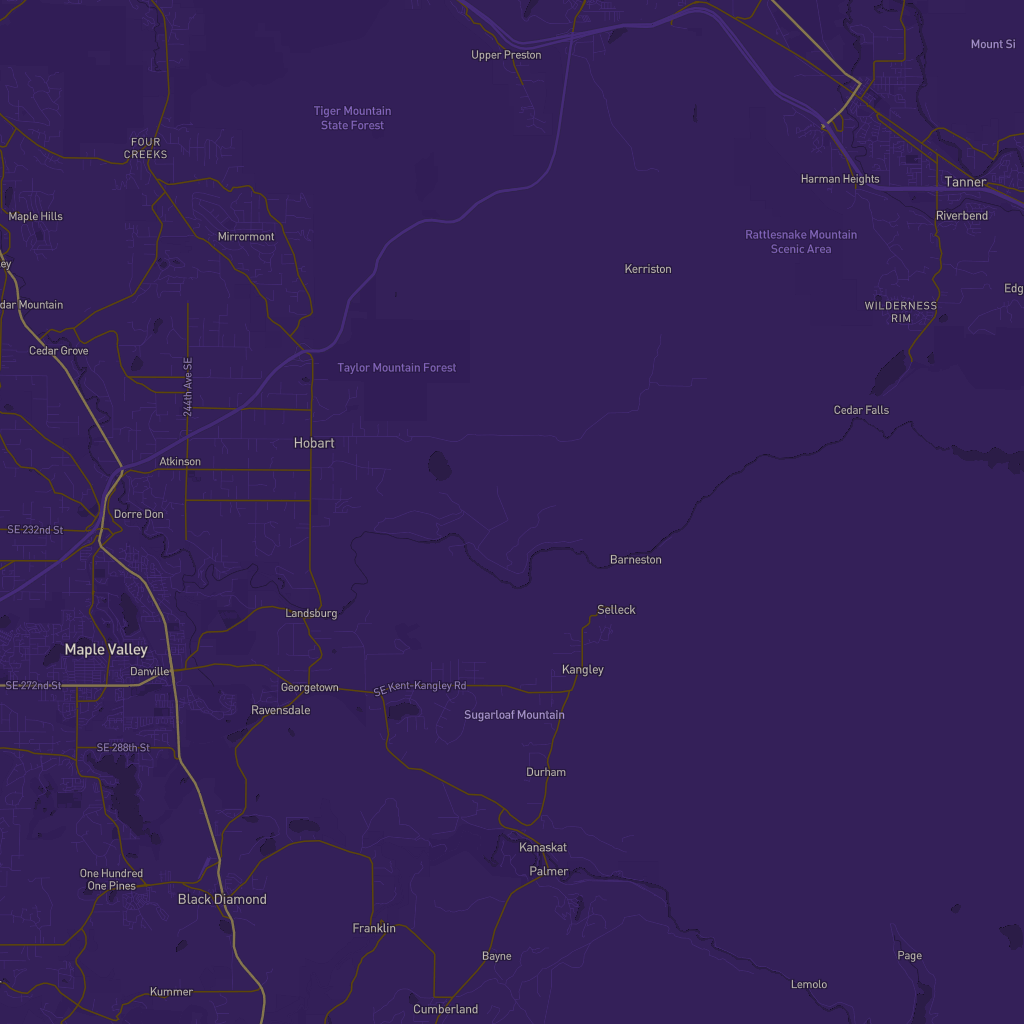 Mount Si
Upper Preston
Tiger Mountain
State Forest
FOUR
CREEKS
Harman Heights
Tanner
Maple Hills
Riverbend
Mirrormont
Rattlesnake Mountain
Scenic Area
ey
Kerriston
Edg
dar Mountain
WILDERNESS
RIM
Cedar Grove
Taylor Mountain Forest
244th Ave SE
Cedar Falls
Hobart
Atkinson
Dorre Don
SE 232nd St
Barneston
Landsburg
Selleck
Maple Valley
Danville
Kangley
SE 272nd St
Georgetown
SE Kent-Kangley Rd
Ravensdale
Sugarloaf Mountain
SE 288th St
Durham
Kanaskat
One Hundred
One Pines
Palmer
Black Diamond
Franklin
Bayne
Page
Kummer
Lemolo
Cumberland